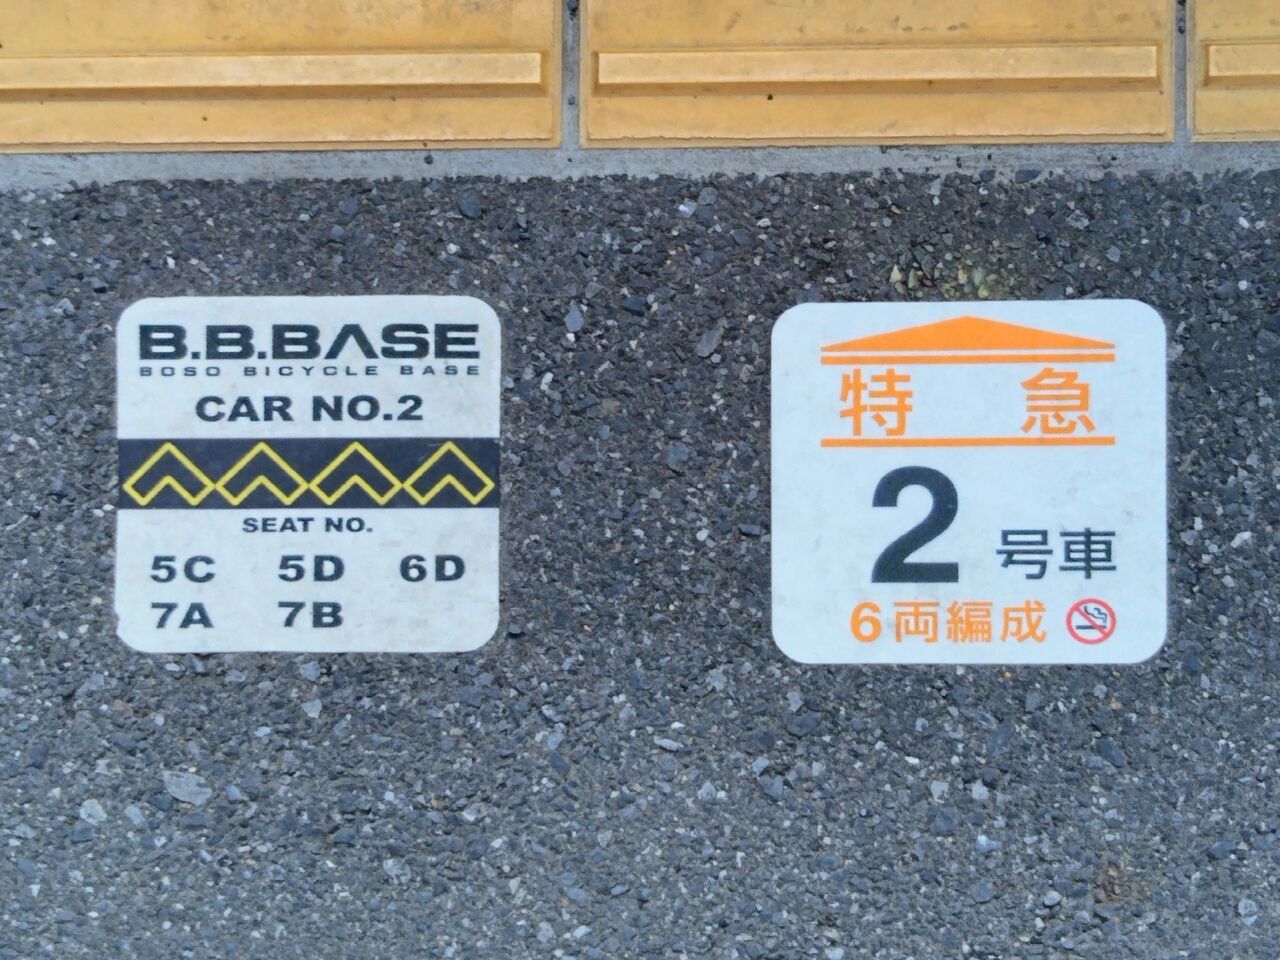 B.B.BASE
BOSO BICYCLE BASE
CAR NO.2
SEAT NO.
5C 5D 6D
7A 7B
特急
2号車
6両編成